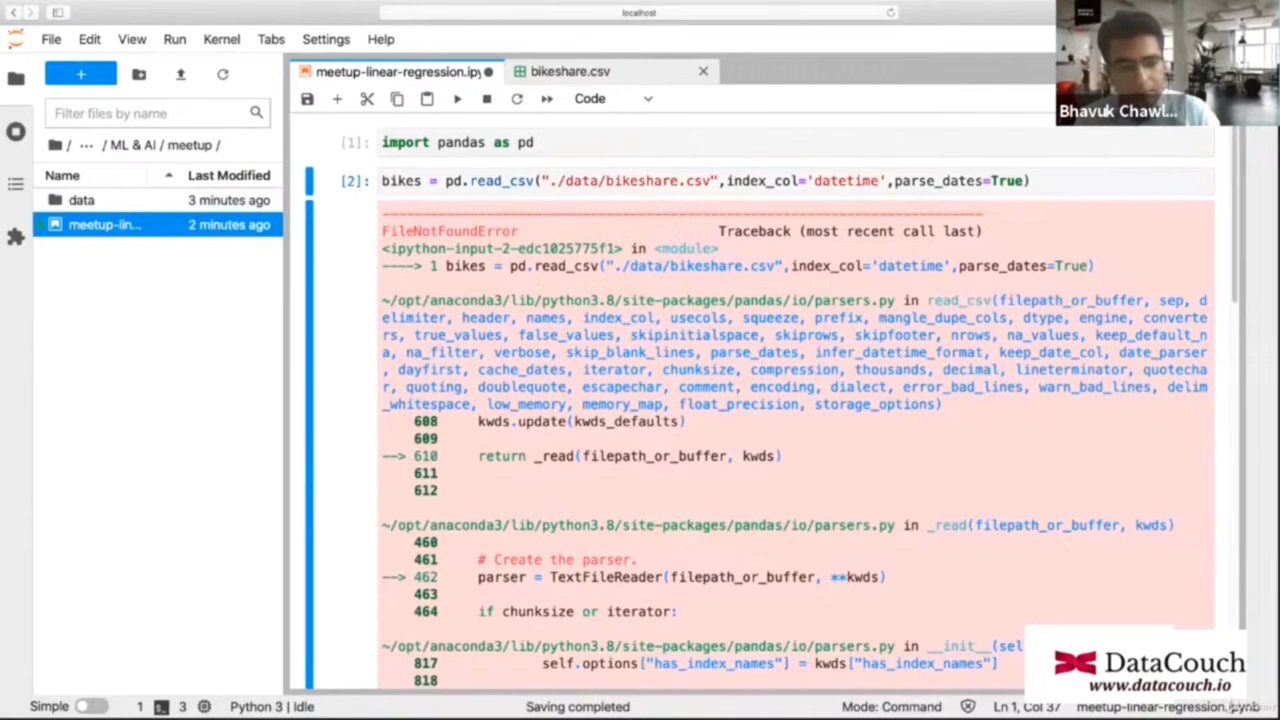 localhost
File Edit View Run Kernel Tabs Settings Help
meetup-linear-regression.ipy
bikeshare.csv
Bhavuk Chawl...
Filter files by name
Code
/ ... / ML & AI / meetup /
Name Last Modified
data 3 minutes ago
meetup-lin... 2 minutes ago
[1]: import pandas as pd
[2]: bikes = pd.read_csv("./data/bikeshare.csv",index_col='datetime',parse_dates=True)
---------------------------------------------------------------------------
FileNotFoundError Traceback (most recent call last)
<ipython-input-2-edc1025775f1> in <module>
----> 1 bikes = pd.read_csv("./data/bikeshare.csv",index_col='datetime',parse_dates=True)
~/opt/anaconda3/lib/python3.8/site-packages/pandas/io/parsers.py in read_csv(filepath_or_buffer, sep, d
elimiter, header, names, index_col, usecols, squeeze, prefix, mangle_dupe_cols, dtype, engine, converte
rs, true_values, false_values, skipinitialspace, skiprows, skipfooter, nrows, na_values, keep_default_n
a, na_filter, verbose, skip_blank_lines, parse_dates, infer_datetime_format, keep_date_col, date_parser
, dayfirst, cache_dates, iterator, chunksize, compression, thousands, decimal, lineterminator, quotecha
r, quoting, doublequote, escapechar, comment, encoding, dialect, error_bad_lines, warn_bad_lines, delim
_whitespace, low_memory, memory_map, float_precision, storage_options)
608 kwds.update(kwds_defaults)
609
--> 610 return _read(filepath_or_buffer, kwds)
611
612
~/opt/anaconda3/lib/python3.8/site-packages/pandas/io/parsers.py in _read(filepath_or_buffer, kwds)
460
461 # Create the parser.
--> 462 parser = TextFileReader(filepath_or_buffer, **kwds)
463
464 if chunksize or iterator:
~/opt/anaconda3/lib/python3.8/site-packages/pandas/io/parsers.py in __init__(sel
817 self.options["has_index_names"] = kwds["has_index_names"]
818
DataCouch
www.datacouch.io
Simple 1 3 Python 3 | Idle Saving completed Mode: Command Ln 1, Col 37 meetup-linear-regression.ipynb